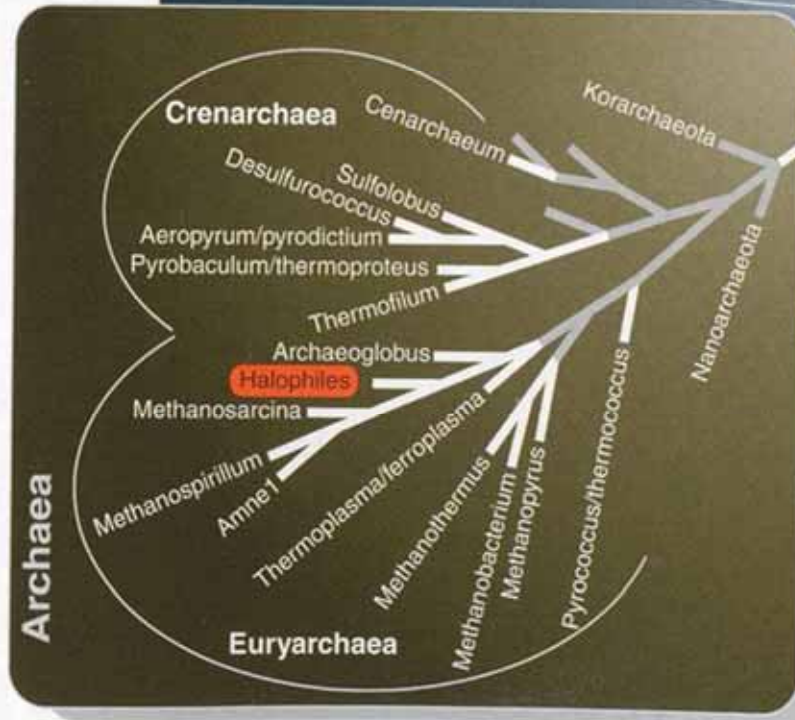 Crenarchaea
Cenarchaeum
Korarchaeota
Sulfolobus
Desulfurococcus
Aeropyrum/pyrodictium
Pyrobaculum/thermoproteus
Thermofilum
Nanoarchaeota
Archaeoglobus
Halophiles
Methanosarcina
Methanospirillum
Amne1
Thermoplasma/ferroplasma
Methanothermus
Methanobacterium
Methanopyrus
Pyrococcus/thermococcus
Euryarchaea
Archaea